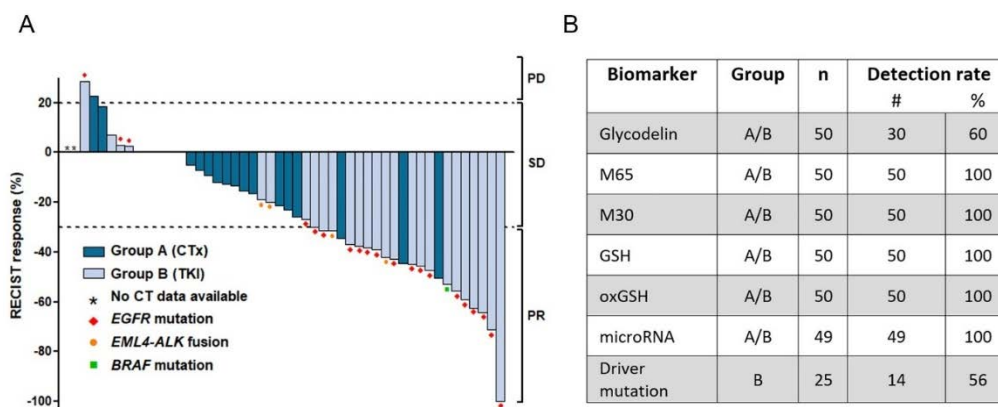 A
RECIST response (%)
20
0
-20
-40
-60
-80
-100
* *
PD
SD
PR
Group A (CTx)
Group B (TKI)
* No CT data available
EGFR mutation
EML4-ALK fusion
BRAF mutation
B
Biomarker Group n Detection rate
# %
Glycodelin A/B 50 30 60
M65 A/B 50 50 100
M30 A/B 50 50 100
GSH A/B 50 50 100
oxGSH A/B 50 50 100
microRNA A/B 49 49 100
Driver mutation B 25 14 56